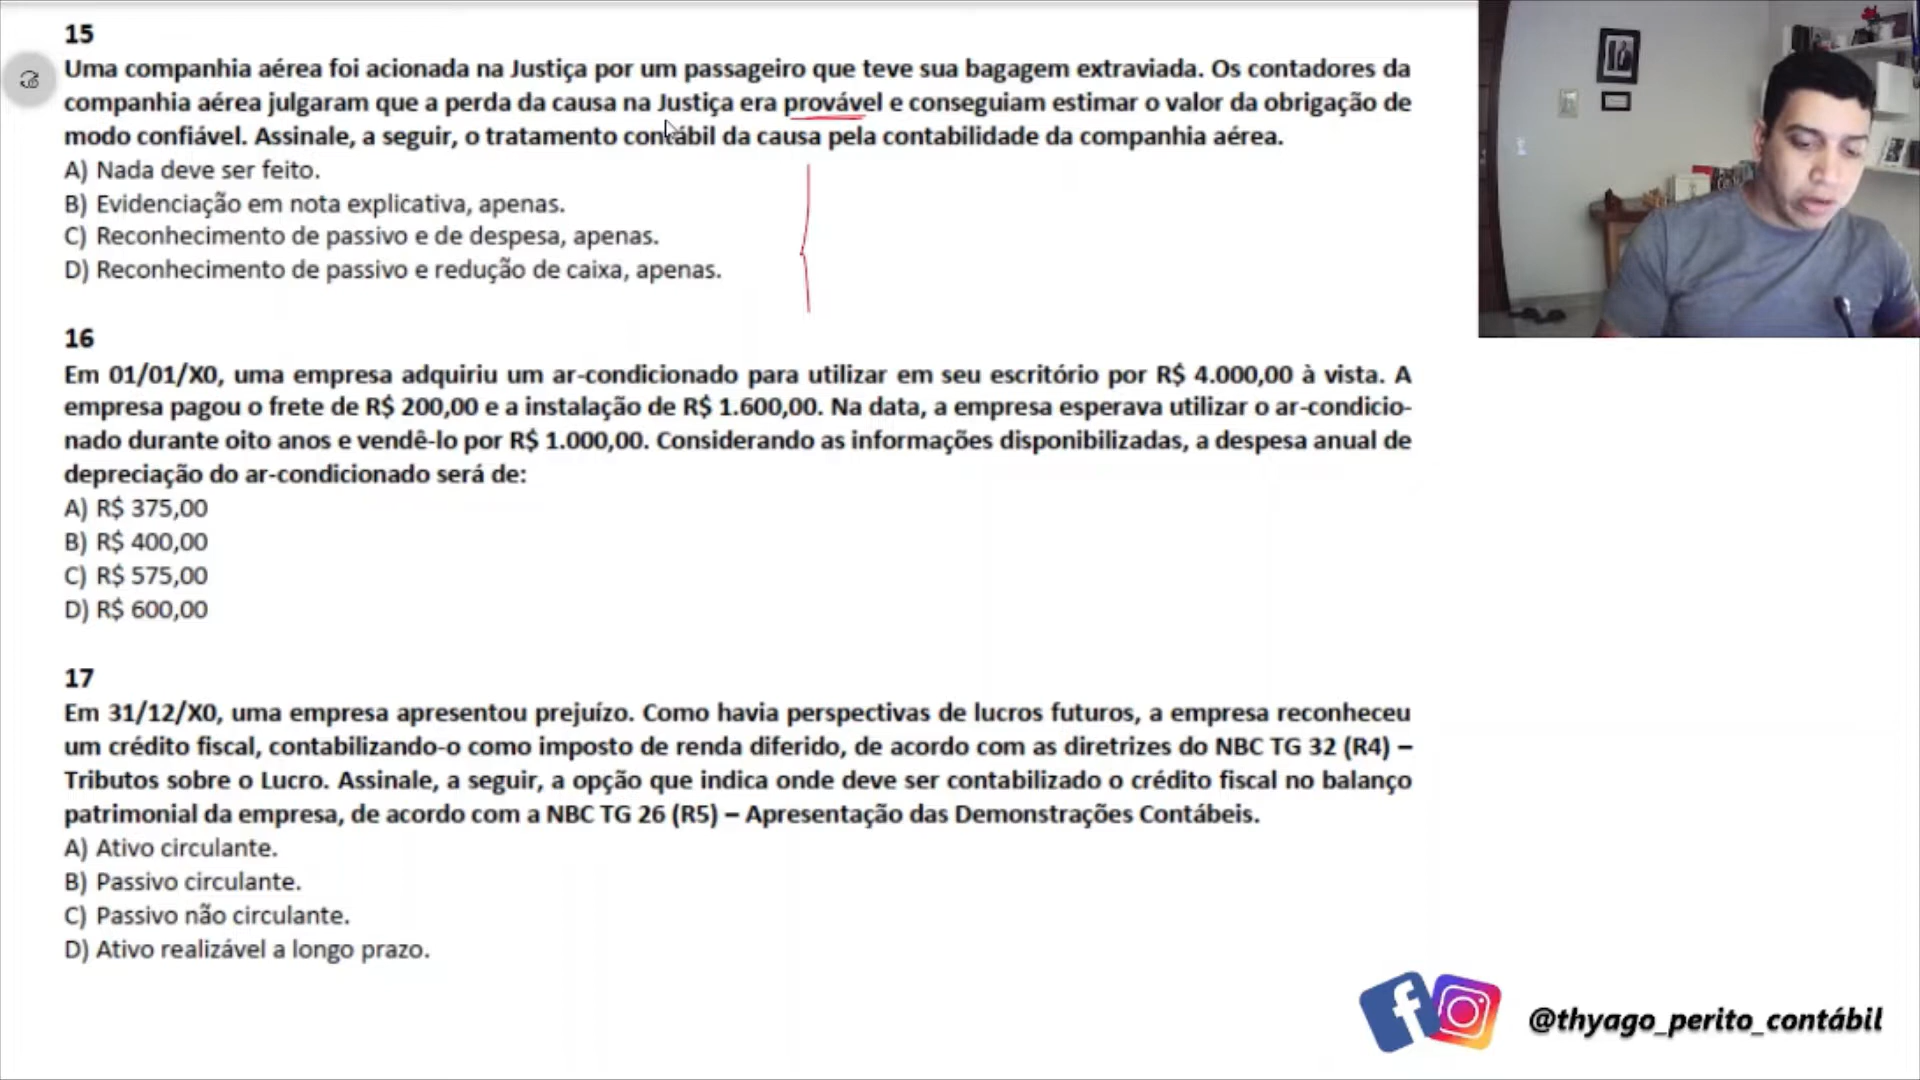 15
Uma companhia aérea foi acionada na Justiça por um passageiro que teve sua bagagem extraviada. Os contadores da
companhia aérea julgaram que a perda da causa na Justiça era provável e conseguiam estimar o valor da obrigação de
modo confiável. Assinale, a seguir, o tratamento contábil da causa pela contabilidade da companhia aérea.
A) Nada deve ser feito.
B) Evidenciação em nota explicativa, apenas.
C) Reconhecimento de passivo e de despesa, apenas.
D) Reconhecimento de passivo e redução de caixa, apenas.
16
Em 01/01/X0, uma empresa adquiriu um ar-condicionado para utilizar em seu escritório por R$ 4.000,00 à vista. A
empresa pagou o frete de R$ 200,00 e a instalação de R$ 1.600,00. Na data, a empresa esperava utilizar o ar-condicio-
nado durante oito anos e vendê-lo por R$ 1.000,00. Considerando as informações disponibilizadas, a despesa anual de
depreciação do ar-condicionado será de:
A) R$ 375,00
B) R$ 400,00
C) R$ 575,00
D) R$ 600,00
17
Em 31/12/X0, uma empresa apresentou prejuízo. Como havia perspectivas de lucros futuros, a empresa reconheceu
um crédito fiscal, contabilizando-o como imposto de renda diferido, de acordo com as diretrizes do NBC TG 32 (R4) –
Tributos sobre o Lucro. Assinale, a seguir, a opção que indica onde deve ser contabilizado o crédito fiscal no balanço
patrimonial da empresa, de acordo com a NBC TG 26 (R5) – Apresentação das Demonstrações Contábeis.
A) Ativo circulante.
B) Passivo circulante.
C) Passivo não circulante.
D) Ativo realizável a longo prazo.
@thyago_perito_contábil